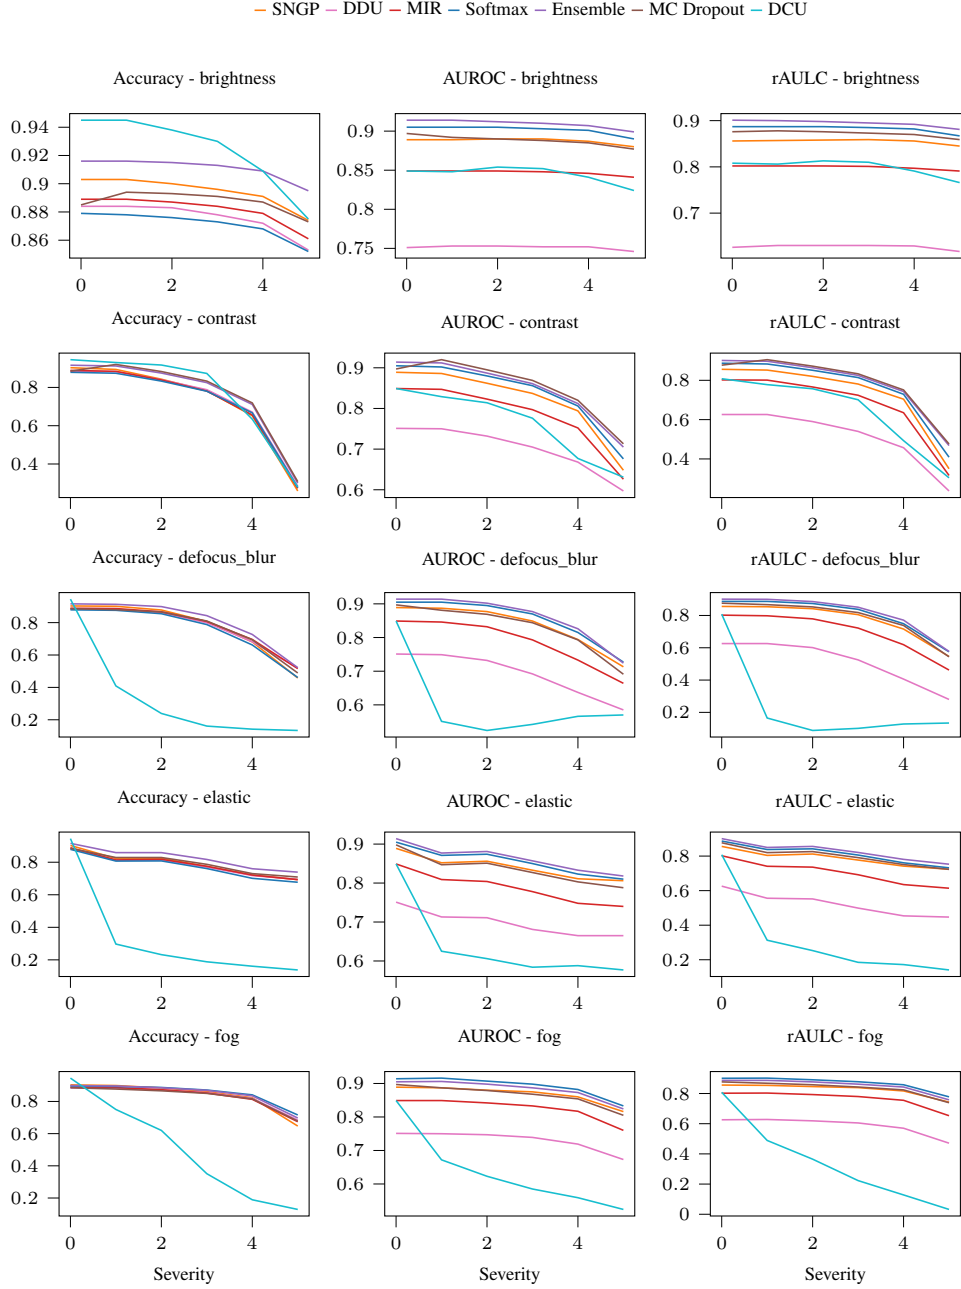 SNGP DDU MIR Softmax Ensemble MC Dropout DCU
Accuracy - brightness AUROC - brightness rAULC - brightness
0.94 0.92 0.9 0.88 0.86
0 2 4
0.9 0.85 0.8 0.75
0 2 4
0.9 0.8 0.7
0 2 4
Accuracy - contrast AUROC - contrast rAULC - contrast
0.8 0.6 0.4
0 2 4
0.9 0.8 0.7 0.6
0 2 4
0.8 0.6 0.4
0 2 4
Accuracy - defocus_blur AUROC - defocus_blur rAULC - defocus_blur
0.8 0.6 0.4 0.2
0 2 4
0.9 0.8 0.7 0.6
0 2 4
0.8 0.6 0.4 0.2
0 2 4
Accuracy - elastic AUROC - elastic rAULC - elastic
0.8 0.6 0.4 0.2
0 2 4
0.9 0.8 0.7 0.6
0 2 4
0.8 0.6 0.4 0.2
0 2 4
Accuracy - fog AUROC - fog rAULC - fog
0.8 0.6 0.4 0.2
0 2 4
0.9 0.8 0.7 0.6
0 2 4
0.8 0.6 0.4 0.2 0
0 2 4
Severity Severity Severity